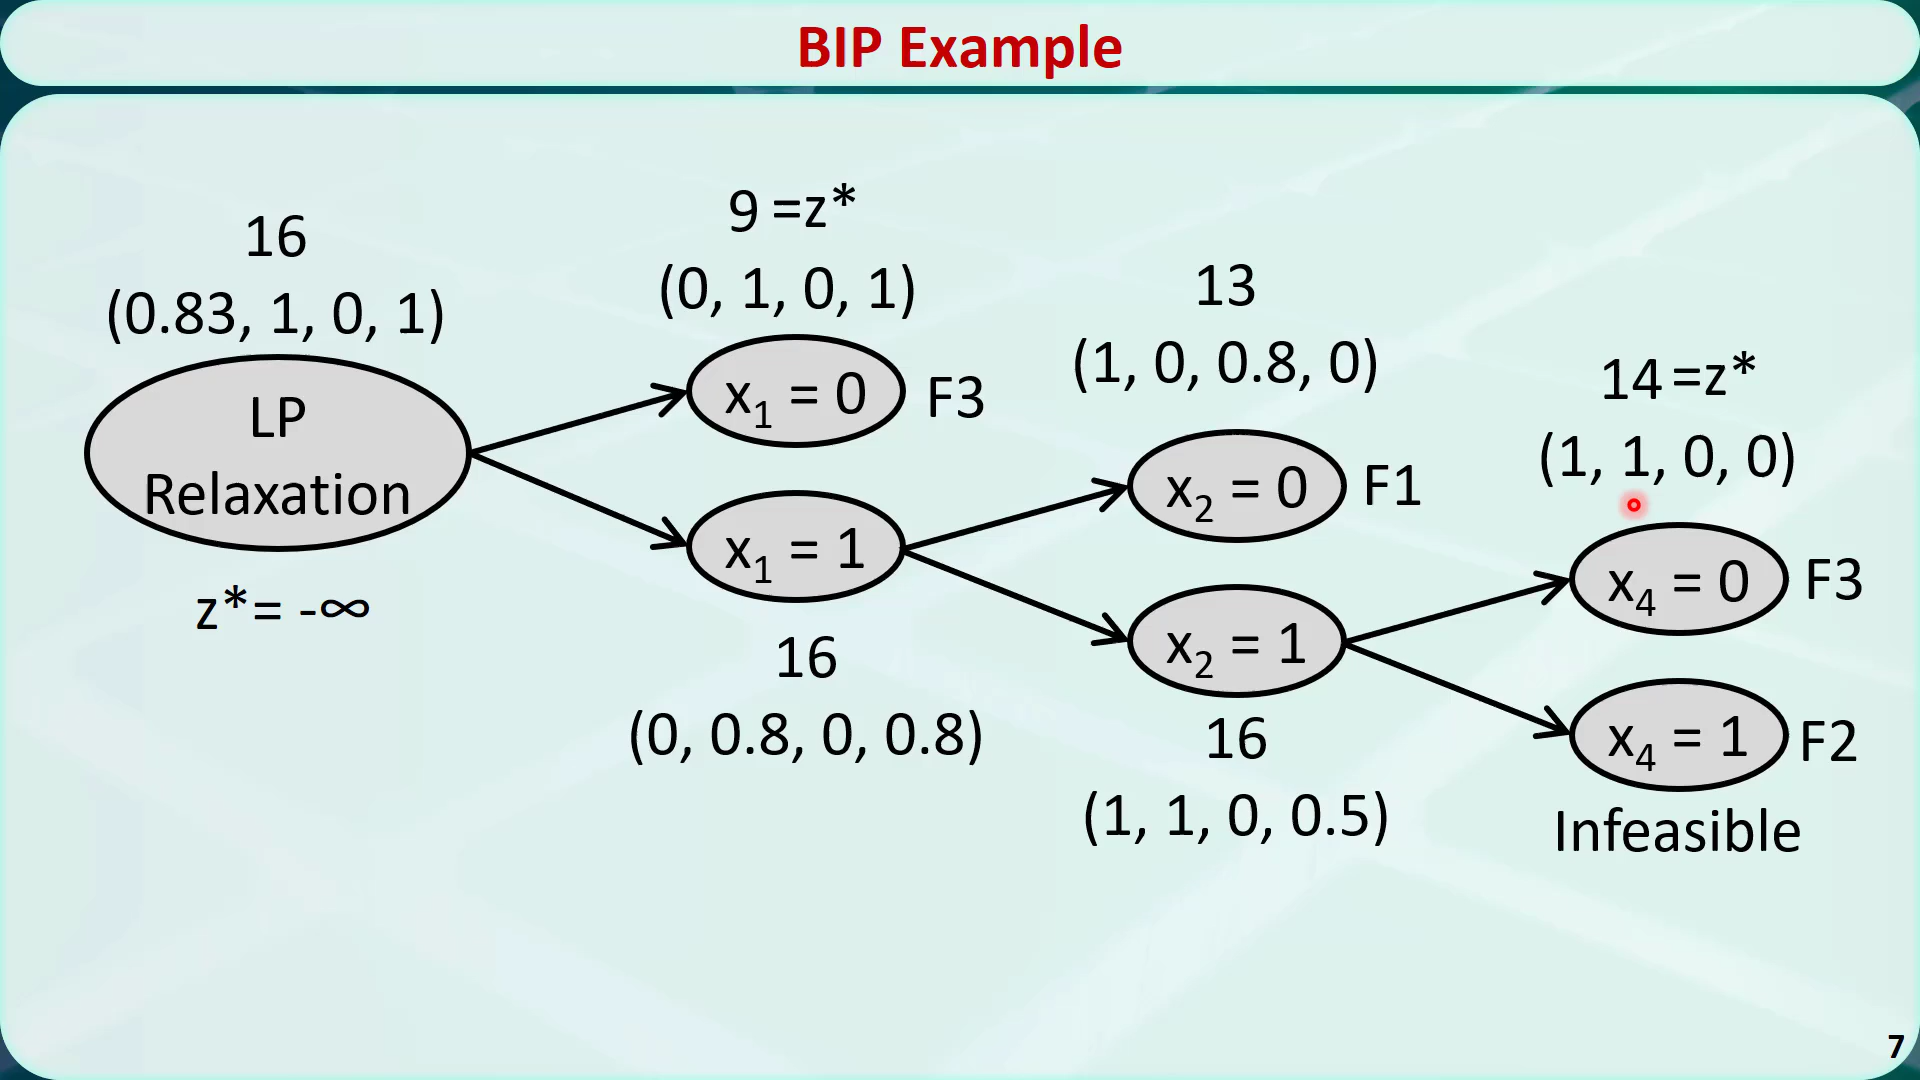 BIP Example
16
(0.83, 1, 0, 1)
LP
Relaxation
z*= -∞
9 =z*
(0, 1, 0, 1)
x₁ = 0 F3
x₁ = 1
16
(0, 0.8, 0, 0.8)
13
(1, 0, 0.8, 0)
x₂ = 0 F1
x₂ = 1
16
(1, 1, 0, 0.5)
14 =z*
(1, 1, 0, 0)
x₄ = 0 F3
x₄ = 1 F2
Infeasible
7